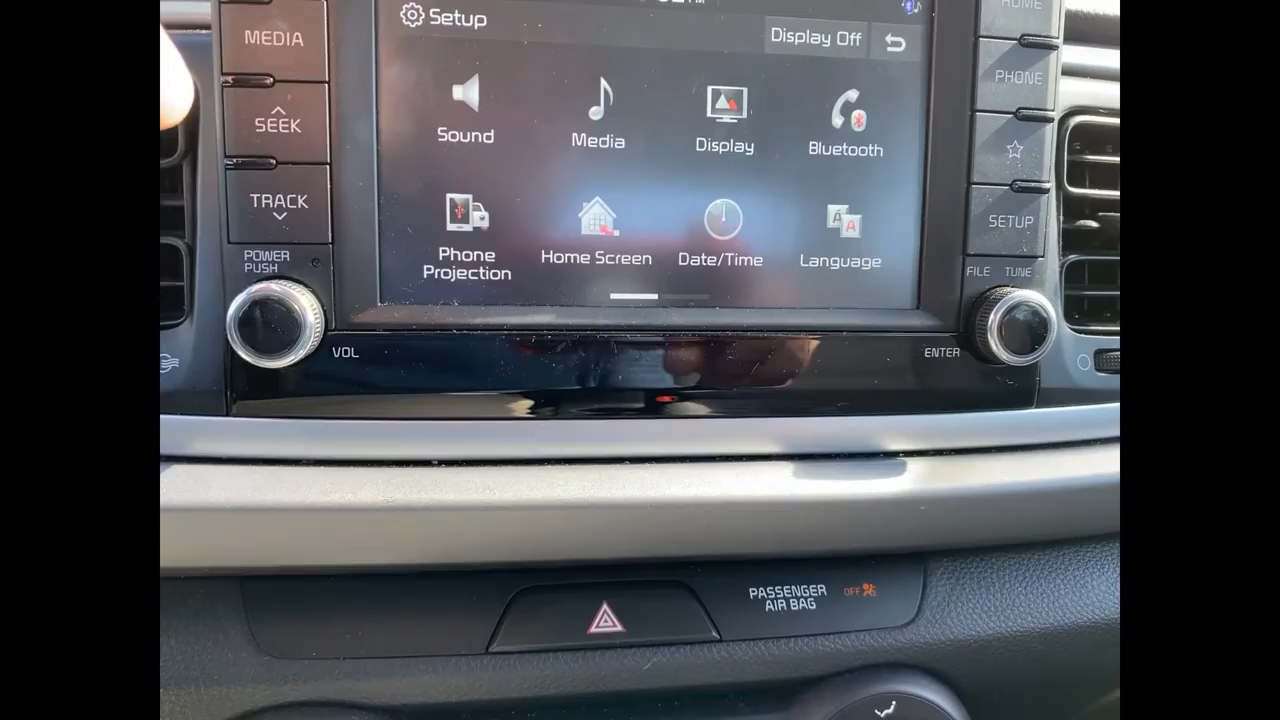 HOME
MEDIA
Setup
Display Off
PHONE
SEEK
Sound
Media
Display
Bluetooth
TRACK
SETUP
Phone
Projection
Home Screen
Date/Time
Language
A
POWER
PUSH
FILE
TUNE
VOL
ENTER
PASSENGER
AIR BAG
OFF